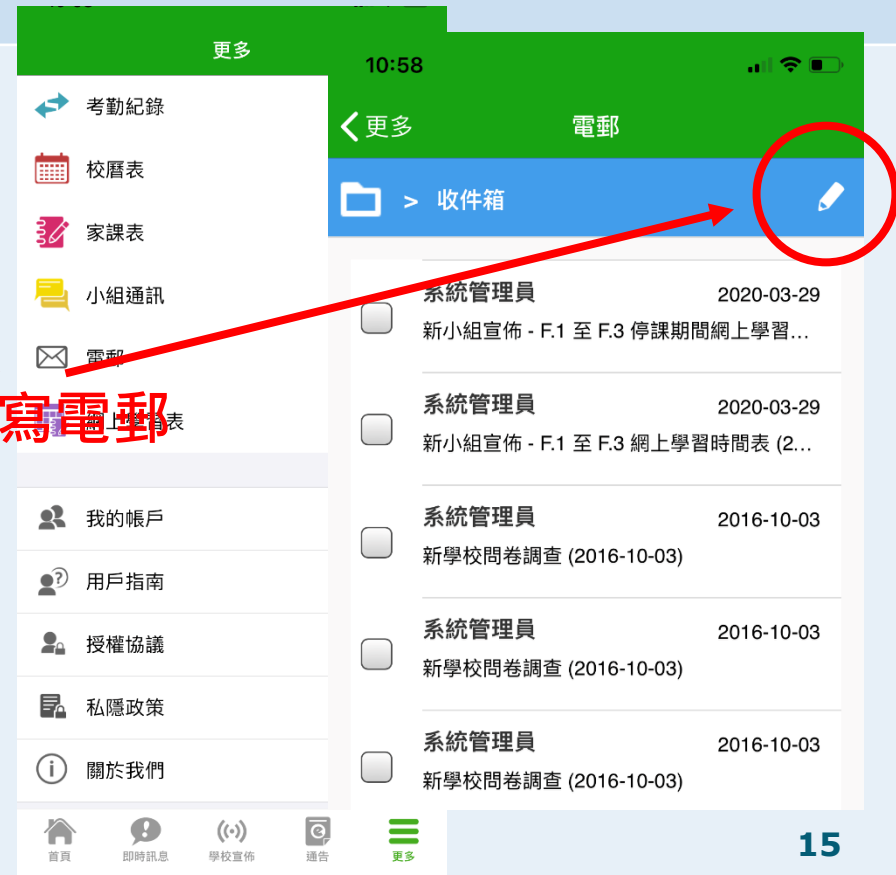 更多
考勤紀錄
校曆表
家課表
小組通訊
電郵
寫電郵
網上學習表
我的帳戶
用戶指南
授權協議
私隱政策
關於我們
首頁
即時訊息
學校宣佈
通告
更多
10:58
更多
電郵
> 收件箱
系統管理員 2020-03-29
新小組宣佈 - F.1 至 F.3 停課期間網上學習…
系統管理員 2020-03-29
新小組宣佈 - F.1 至 F.3 網上學習時間表 (2…
系統管理員 2016-10-03
新學校問卷調查 (2016-10-03)
系統管理員 2016-10-03
新學校問卷調查 (2016-10-03)
系統管理員 2016-10-03
新學校問卷調查 (2016-10-03)
15